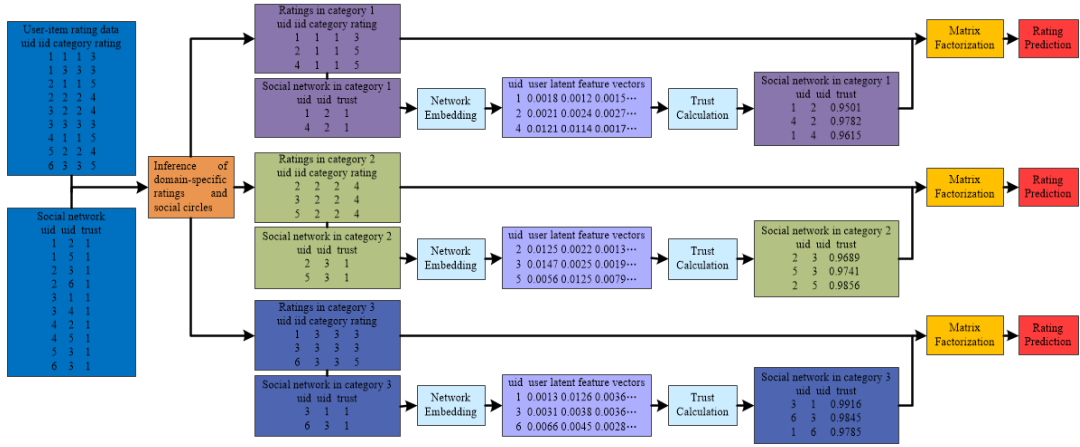 User-item rating data
uid iid category rating
1 1 1 3
1 3 3 3
2 1 1 5
2 2 2 4
3 2 2 4
3 3 3 3
4 1 1 5
5 2 2 4
6 3 3 5
Social network
uid uid trust
1 2 1
1 5 1
2 3 1
2 6 1
3 1 1
3 4 1
4 2 1
4 5 1
5 3 1
6 3 1
Inference of
domain-specific
ratings and
social circles
Ratings in category 1
uid iid category rating
1 1 1 3
2 1 1 5
4 1 1 5
Social network in category 1
uid uid trust
1 2 1
4 2 1
Network
Embedding
uid user latent feature vectors
1 0.0018 0.0012 0.0015…
2 0.0021 0.0024 0.0027…
4 0.0121 0.0114 0.0017…
Trust
Calculation
Social network in category 1
uid uid trust
1 2 0.9501
4 2 0.9782
1 4 0.9615
Matrix
Factorization
Rating
Prediction
Ratings in category 2
uid iid category rating
2 2 2 4
3 2 2 4
5 2 2 4
Social network in category 2
uid uid trust
2 3 1
5 3 1
Network
Embedding
uid user latent feature vectors
2 0.0125 0.0022 0.0013…
3 0.0147 0.0025 0.0019…
5 0.0056 0.0125 0.0079…
Trust
Calculation
Social network in category 2
uid uid trust
2 3 0.9689
5 3 0.9741
2 5 0.9856
Matrix
Factorization
Rating
Prediction
Ratings in category 3
uid iid category rating
1 3 3 3
3 3 3 3
6 3 3 5
Social network in category 3
uid uid trust
3 1 1
6 3 1
Network
Embedding
uid user latent feature vectors
1 0.0013 0.0126 0.0036…
3 0.0031 0.0038 0.0036…
6 0.0066 0.0045 0.0028…
Trust
Calculation
Social network in category 3
uid uid trust
3 1 0.9916
6 3 0.9845
1 6 0.9785
Matrix
Factorization
Rating
Prediction